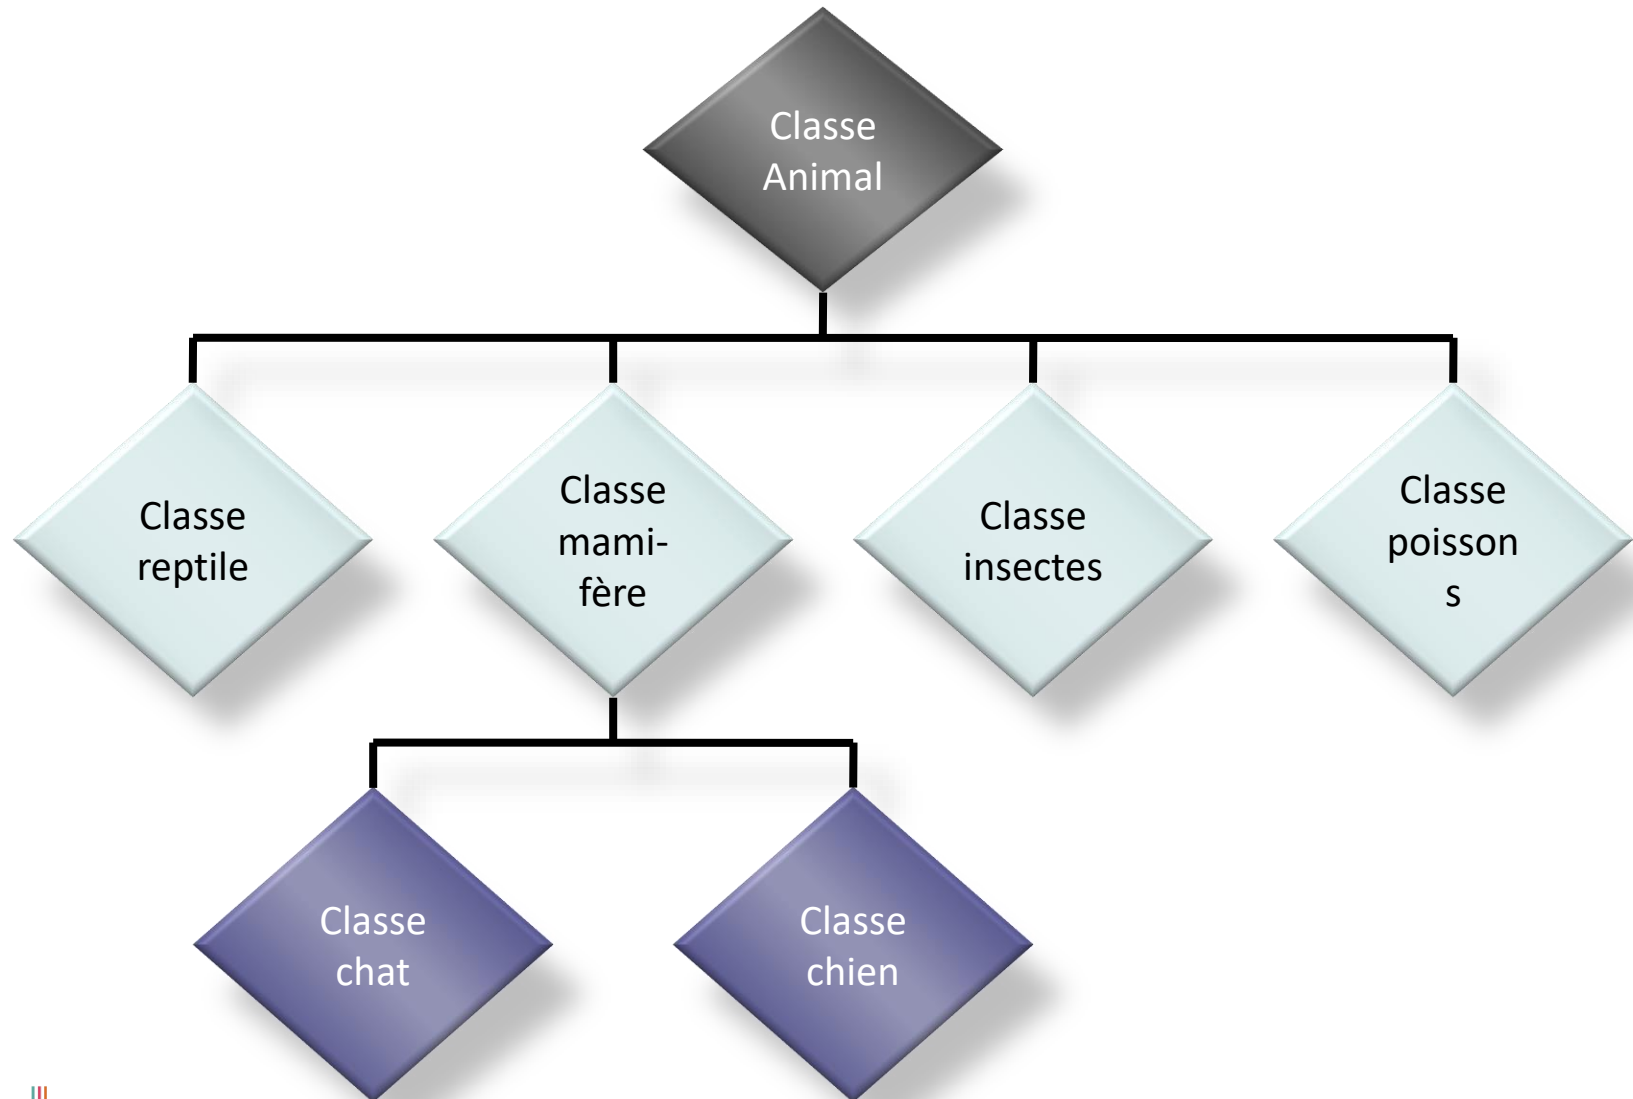 Classe
Animal
Classe
reptile
Classe
mami-
fère
Classe
insectes
Classe
poisson
s
Classe
chat
Classe
chien